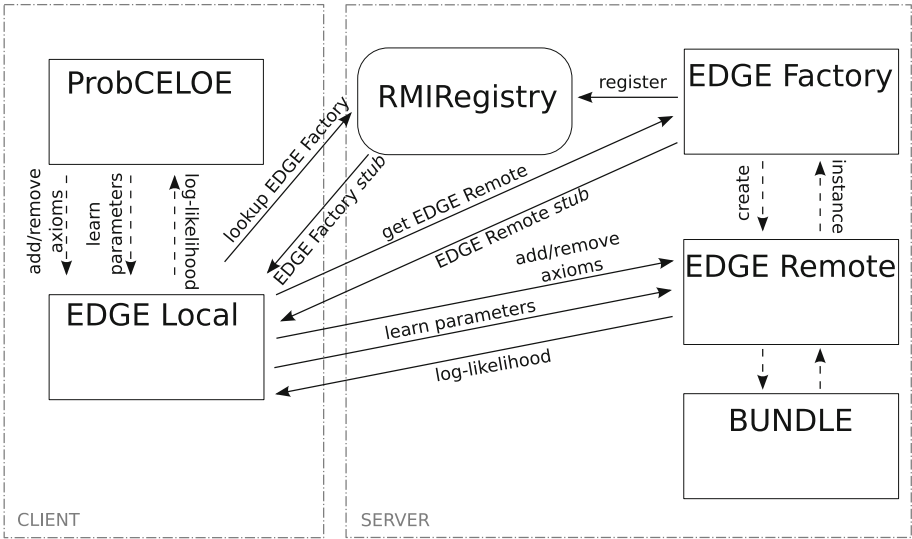 ProbCELOE
RMIRegistry
register
EDGE Factory
add/remove
axioms
learn
parameters
log-likelihood
lookup EDGE Factory
EDGE Factory stub
get EDGE Remote
EDGE Remote stub
create
instance
add/remove
axioms
EDGE Remote
EDGE Local
learn parameters
log-likelihood
BUNDLE
CLIENT
SERVER